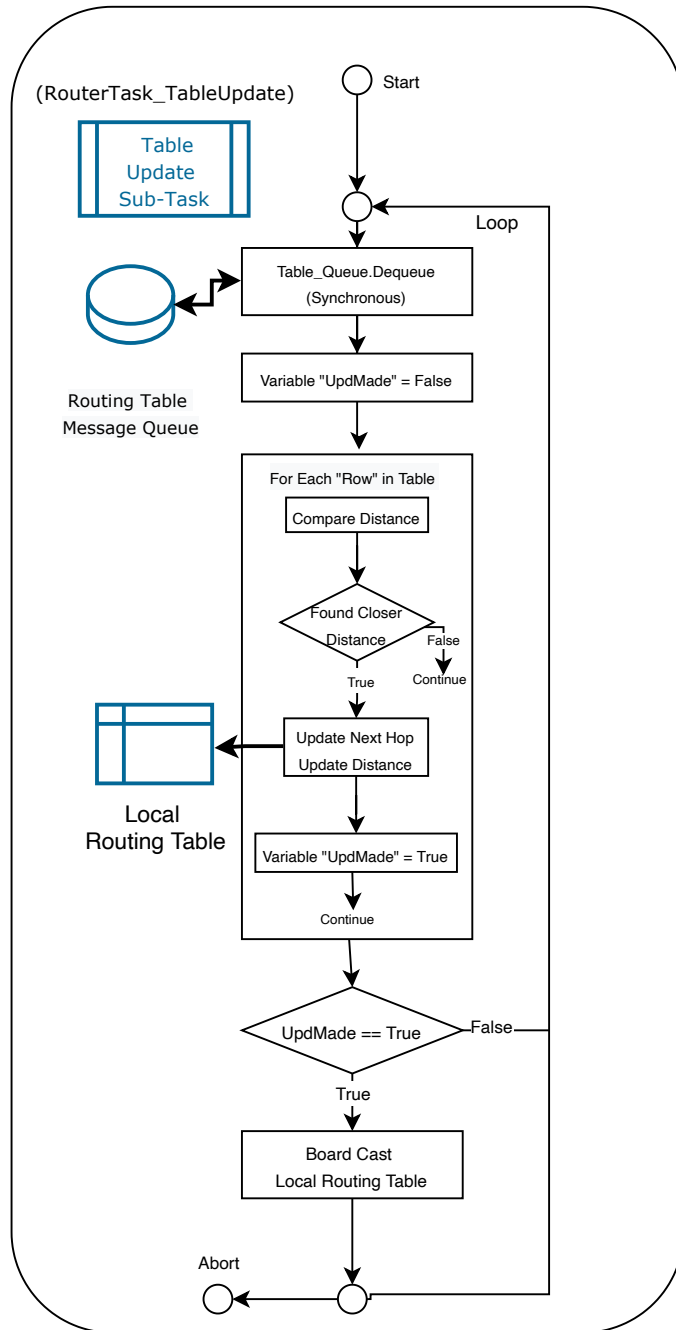 (RouterTask_TableUpdate)
Table
Update
Sub-Task
Start
Loop
Table_Queue.Dequeue
(Synchronous)
Routing Table
Message Queue
Variable "UpdMade" = False
For Each "Row" in Table
Compare Distance
Found Closer
Distance
False
Continue
True
Update Next Hop
Update Distance
Local
Routing Table
Variable "UpdMade" = True
Continue
UpdMade == True
False
True
Board Cast
Local Routing Table
Abort